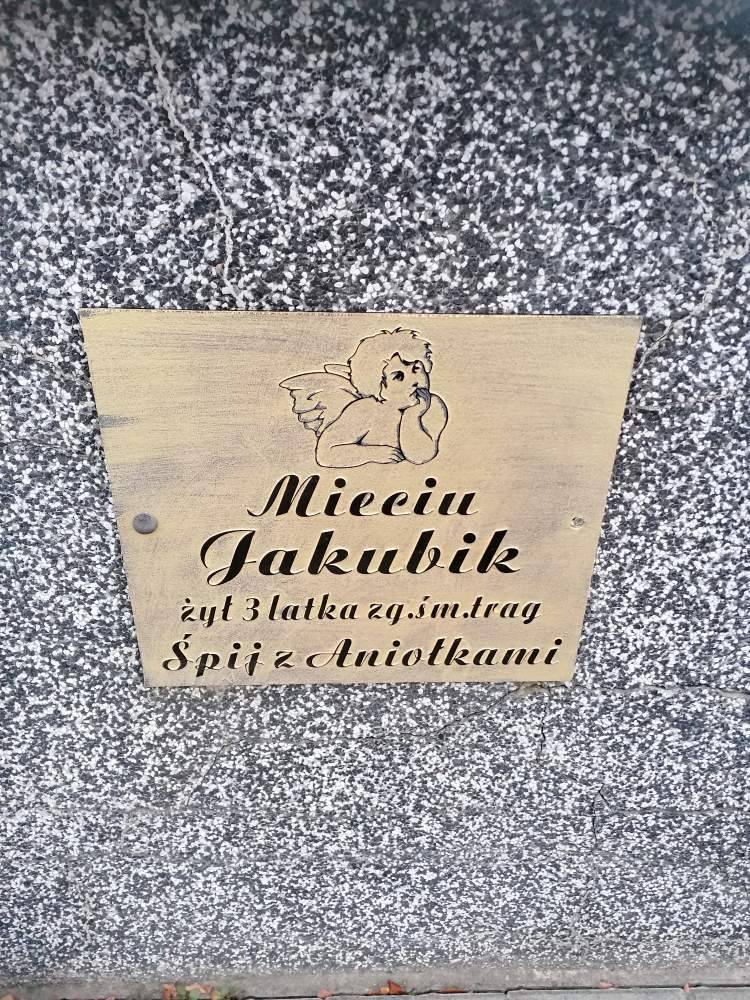 Mieciu
Jakubik
żył 3 latka zg.śm.trag
Śpij z Aniołkami